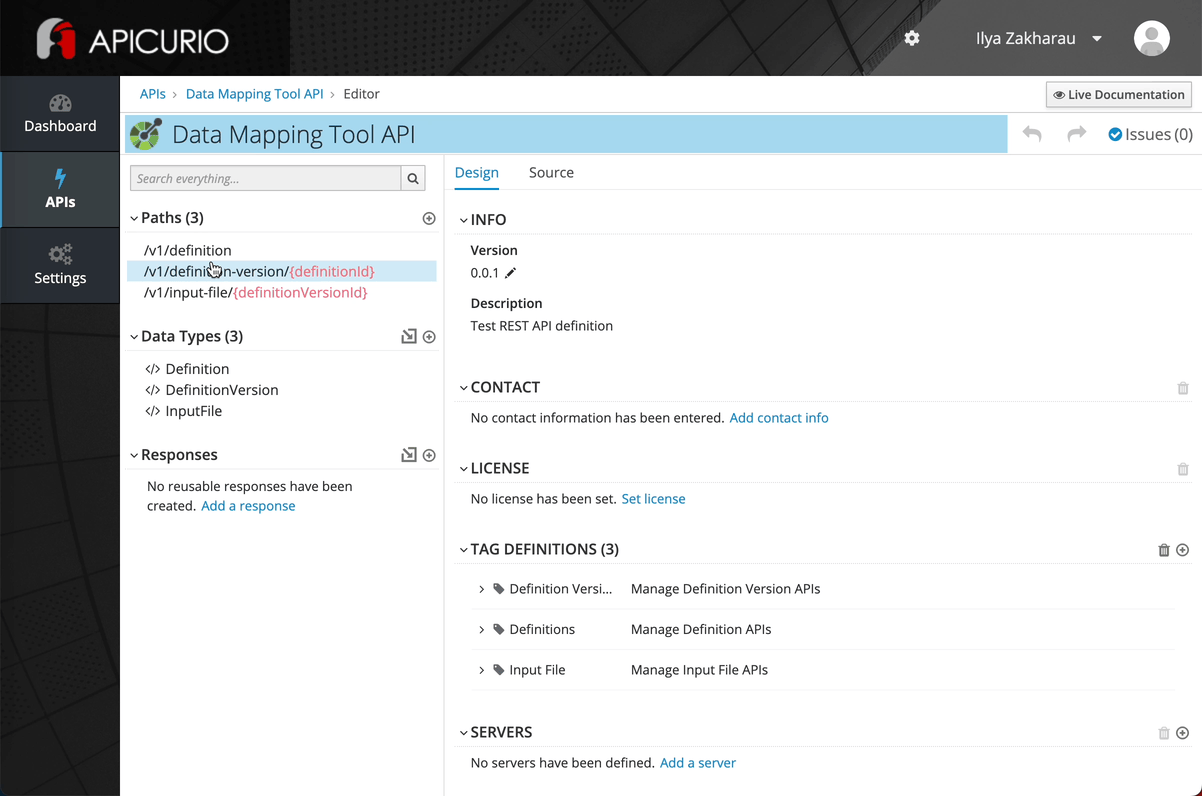 APICURIO
Ilya Zakharau
Dashboard
APIs
Settings
APIs › Data Mapping Tool API › Editor
Live Documentation
Data Mapping Tool API
Issues (0)
Search everything...
Paths (3)
/v1/definition
/v1/definition-version/{definitionId}
/v1/input-file/{definitionVersionId}
Data Types (3)
</> Definition
</> DefinitionVersion
</> InputFile
Responses
No reusable responses have been
created. Add a response
Design Source
INFO
Version
0.0.1
Description
Test REST API definition
CONTACT
No contact information has been entered. Add contact info
LICENSE
No license has been set. Set license
TAG DEFINITIONS (3)
Definition Versi... Manage Definition Version APIs
Definitions Manage Definition APIs
Input File Manage Input File APIs
SERVERS
No servers have been defined. Add a server